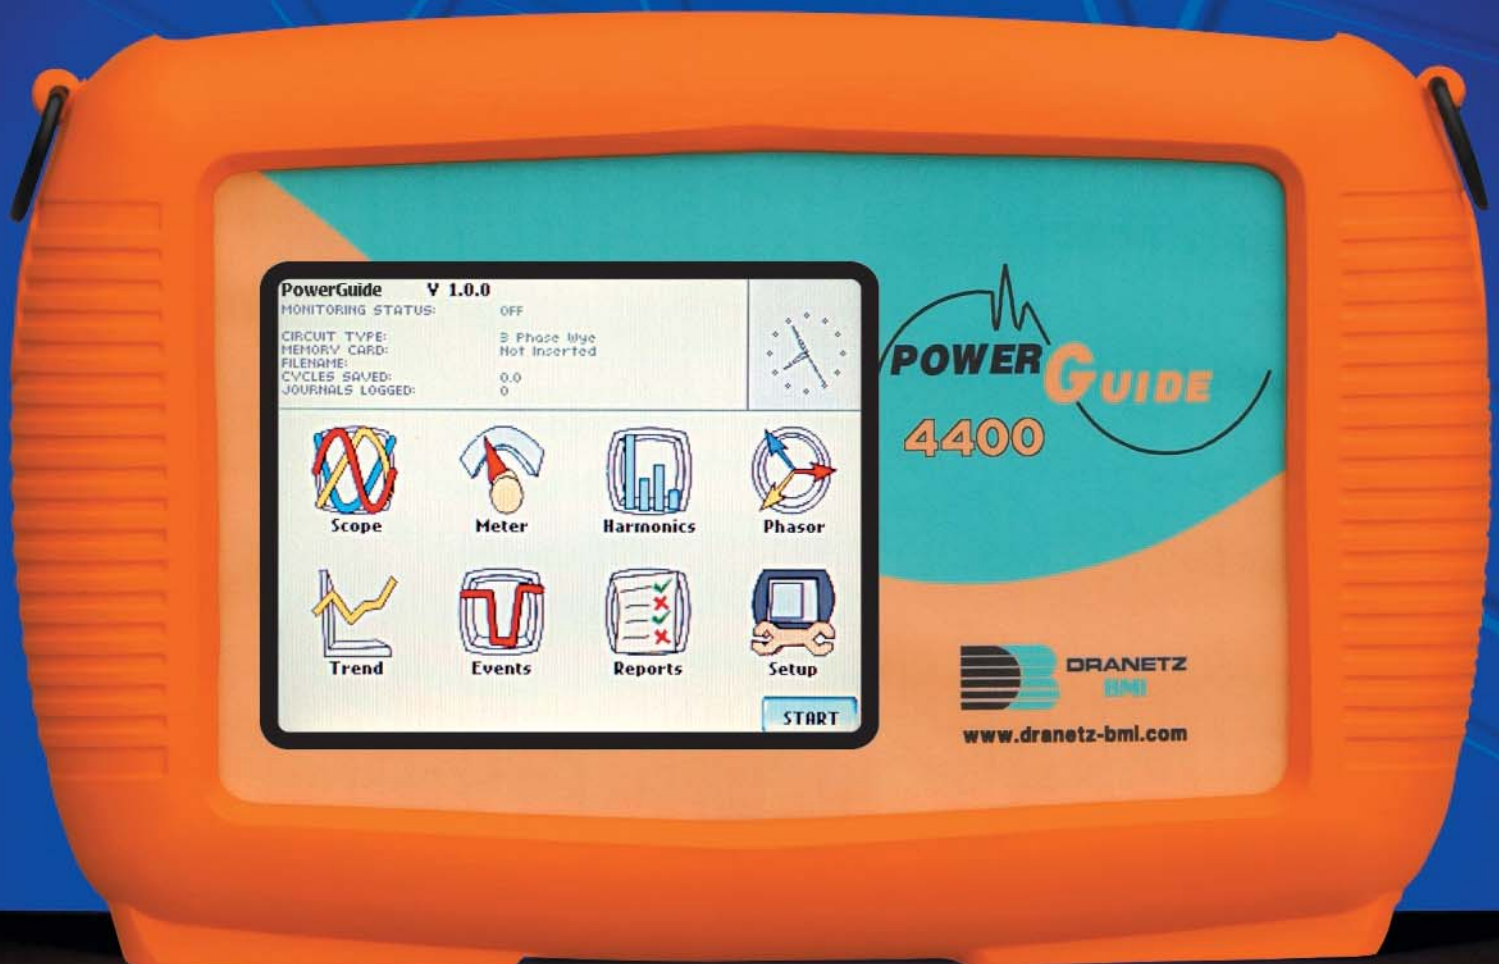 PowerGuide V 1.0.0
MONITORING STATUS: OFF
CIRCUIT TYPE: 3 Phase Wye
MEMORY CARD: Not Inserted
FILENAME:
CYCLES SAVED: 0.0
JOURNALS LOGGED: 0
Scope Meter Harmonics Phasor
Trend Events Reports Setup
START
POWERGUIDE
4400
DRANETZ
BMI
www.dranetz-bmi.com